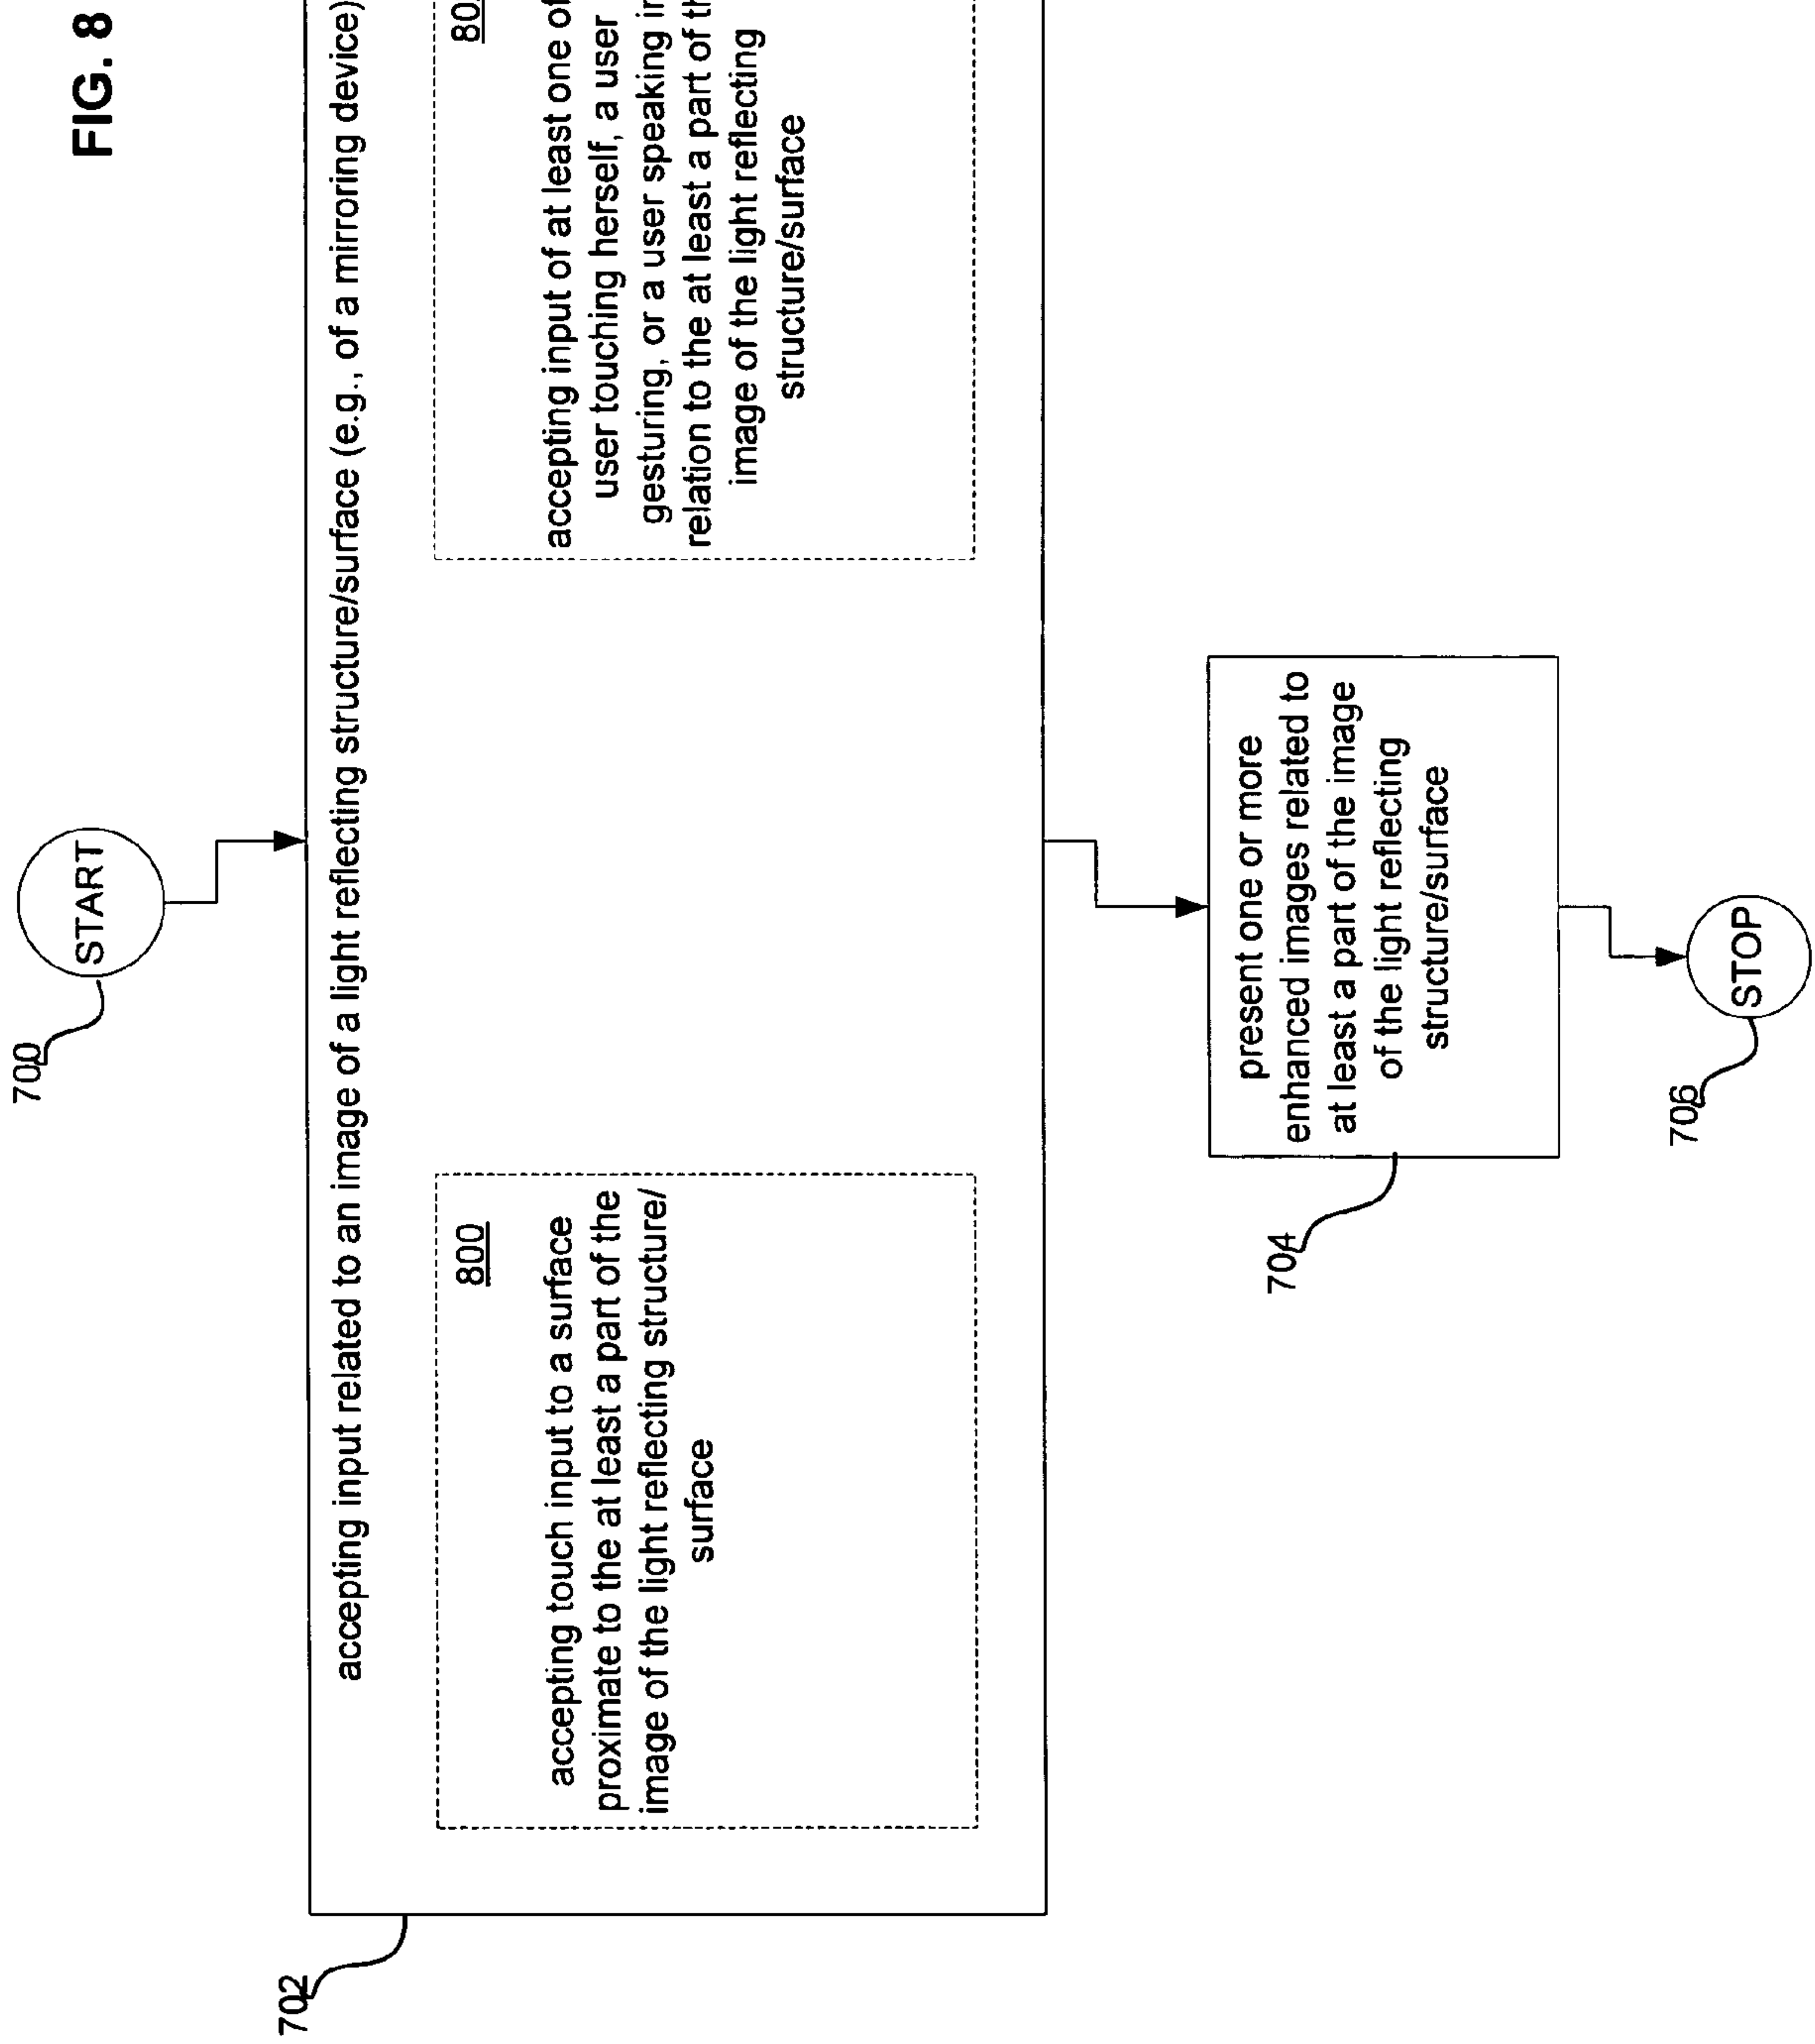 FIG. 8
700
START
702
accepting input related to an image of a light reflecting structure/surface (e.g., of a mirroring device)
800
accepting touch input to a surface
proximate to the at least a part of the
image of the light reflecting structure/
surface
80
accepting input of at least one of
user touching herself, a user
gesturing, or a user speaking in
relation to the at least a part of th
image of the light reflecting
structure/surface
704
present one or more
enhanced images related to
at least a part of the image
of the light reflecting
structure/surface
706
STOP